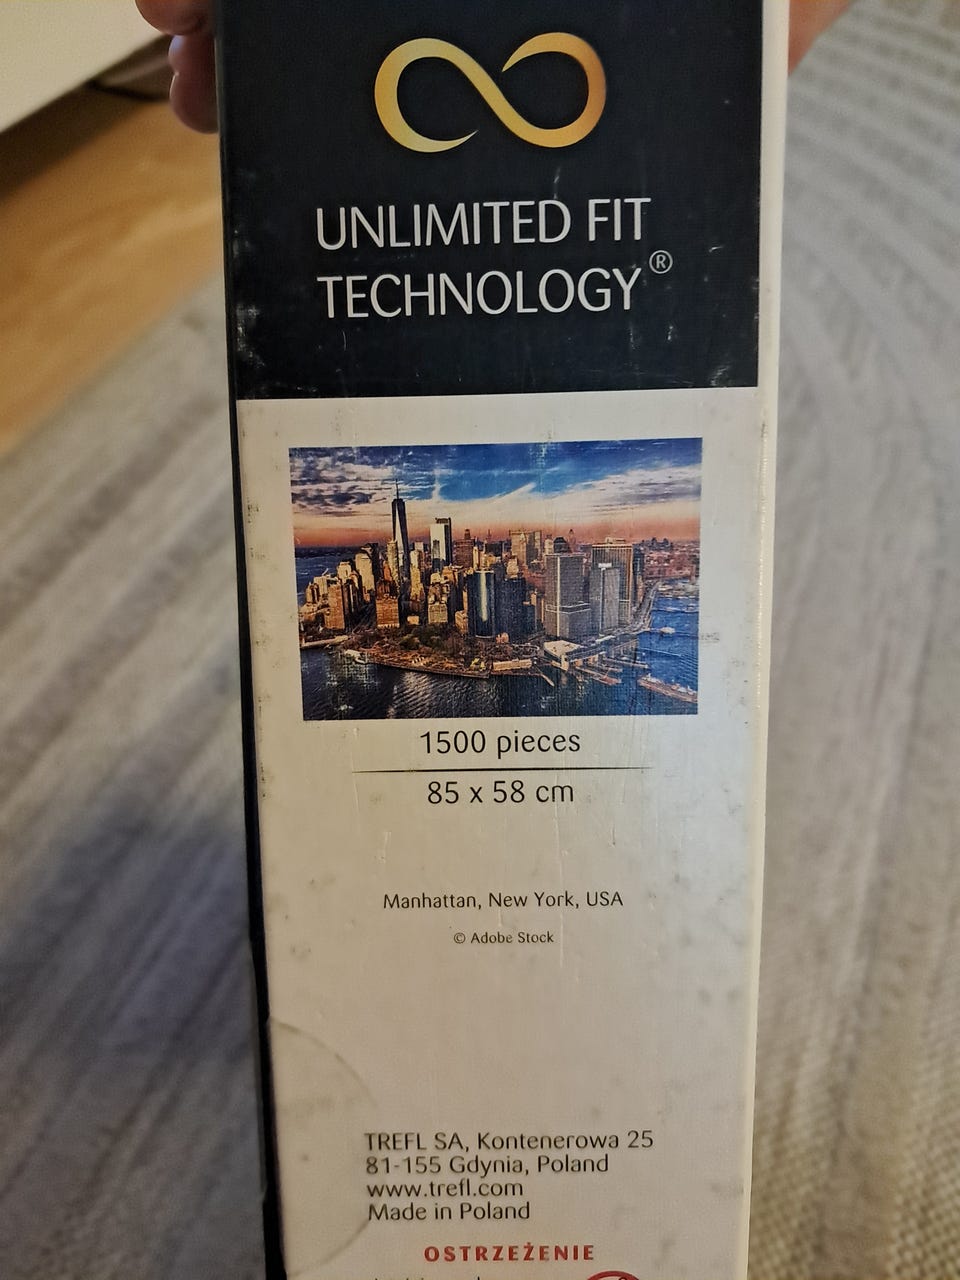 UNLIMITED FIT
TECHNOLOGY®
1500 pieces
85 x 58 cm
Manhattan, New York, USA
© Adobe Stock
TREFL SA, Kontenerowa 25
81-155 Gdynia, Poland
www.trefl.com
Made in Poland
OSTRZEŻENIE